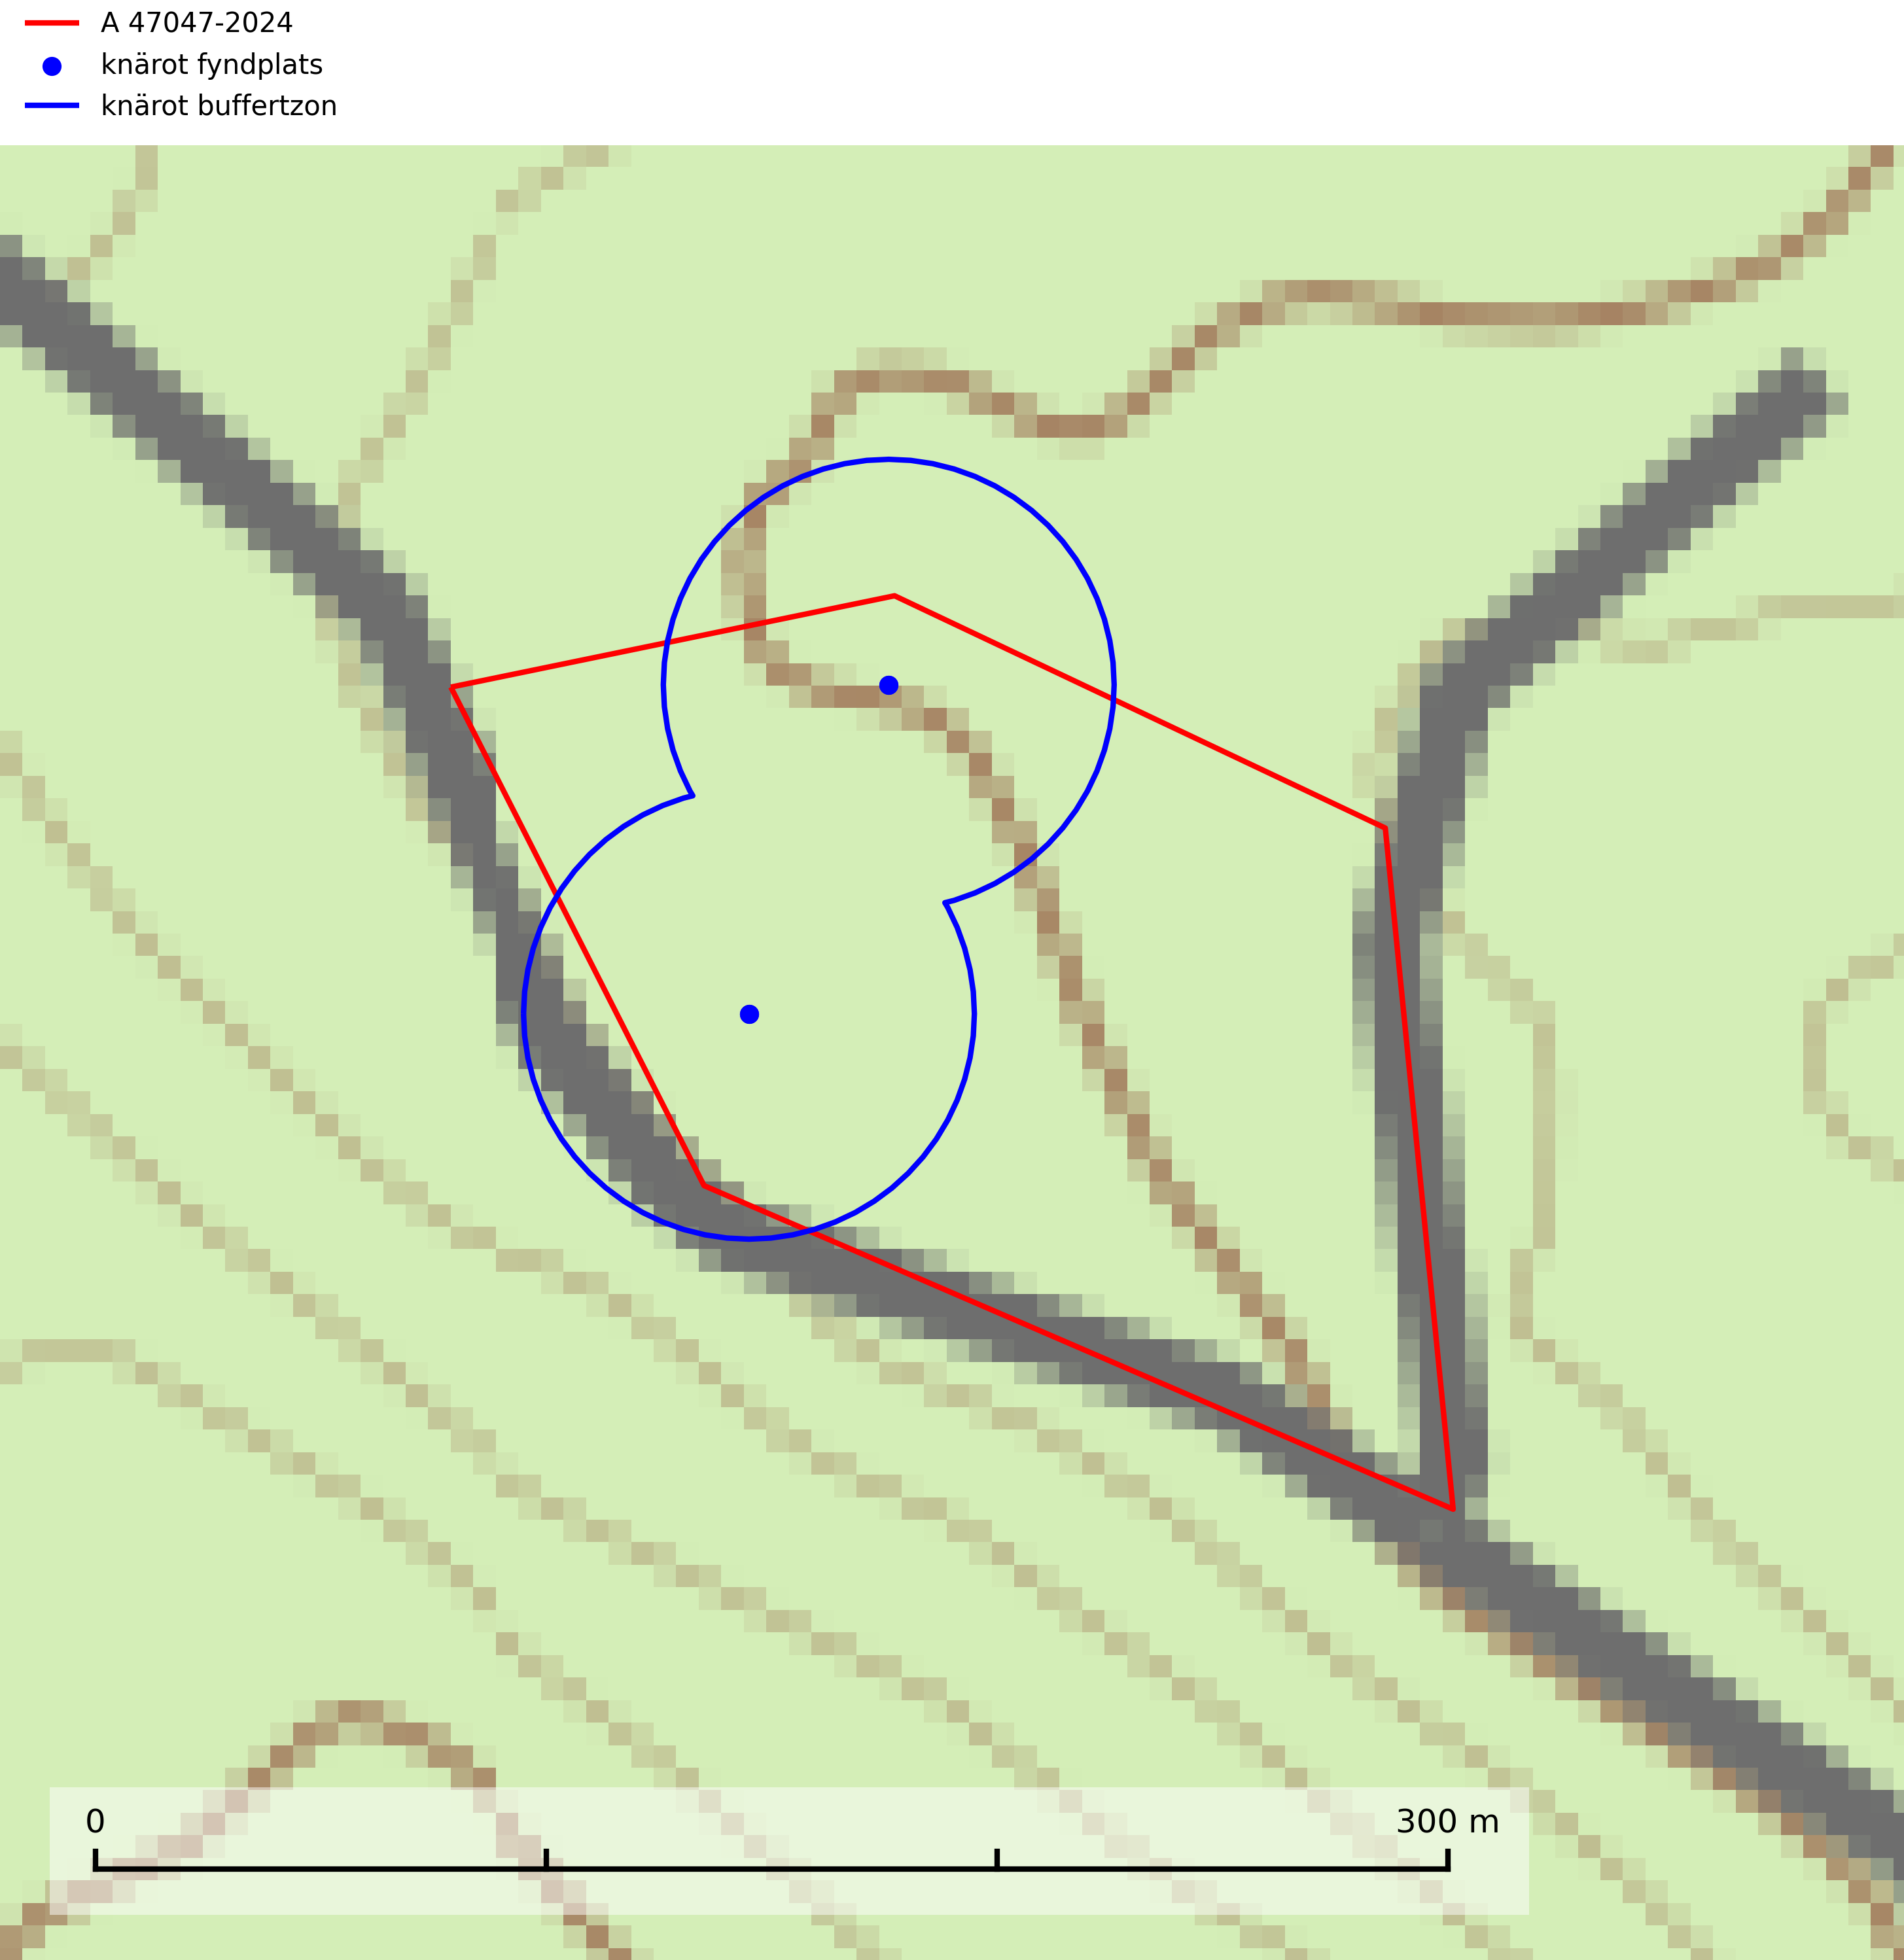 A 47047-2024
knärot fyndplats
knärot buffertzon
0 300 m